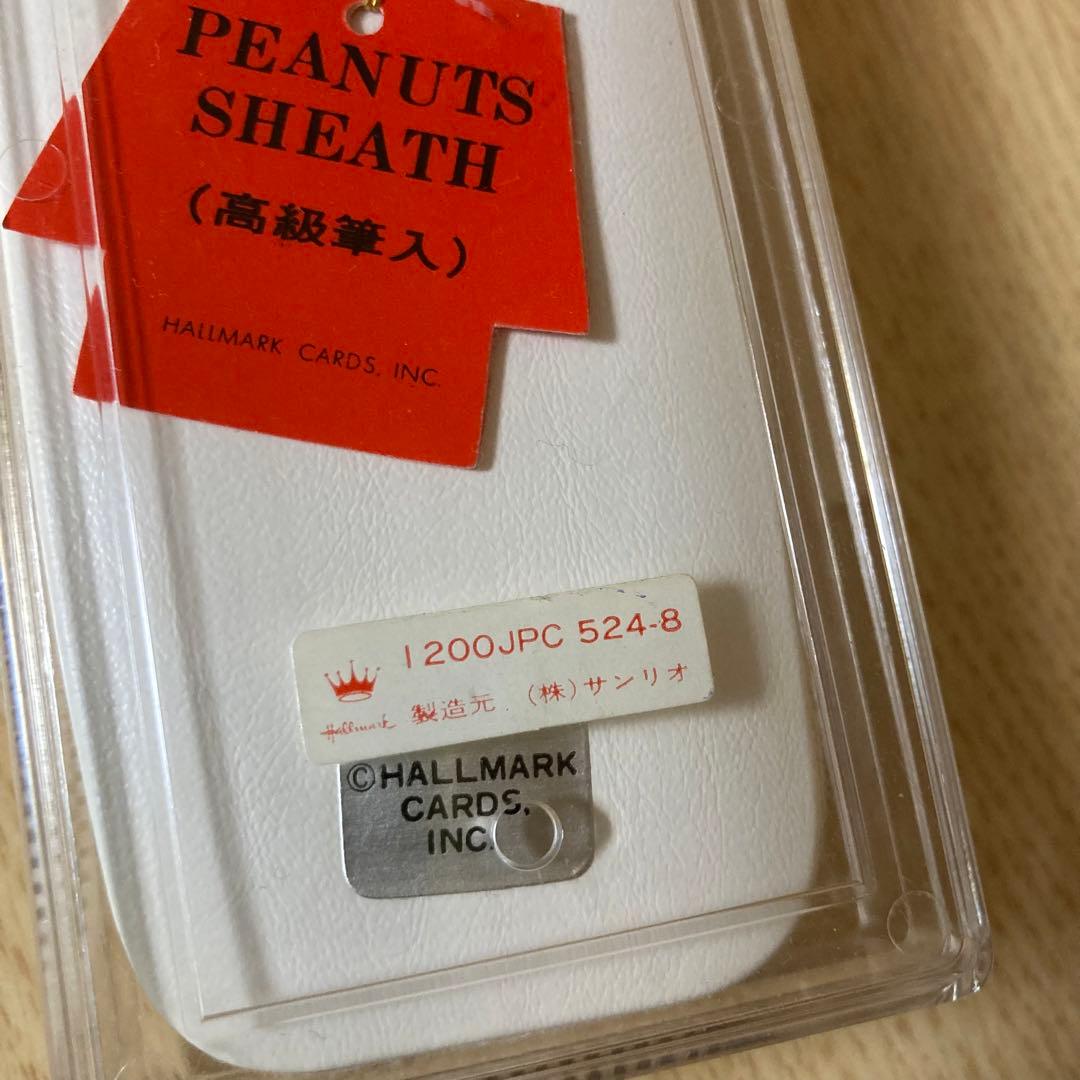 PEANUTS
SHEATH
(高級筆入)
HALLMARK CARDS, INC.
1200JPC 524-8
Hallmark 製造元.(株)サンリオ
©HALLMARK
CARDS,
INC.